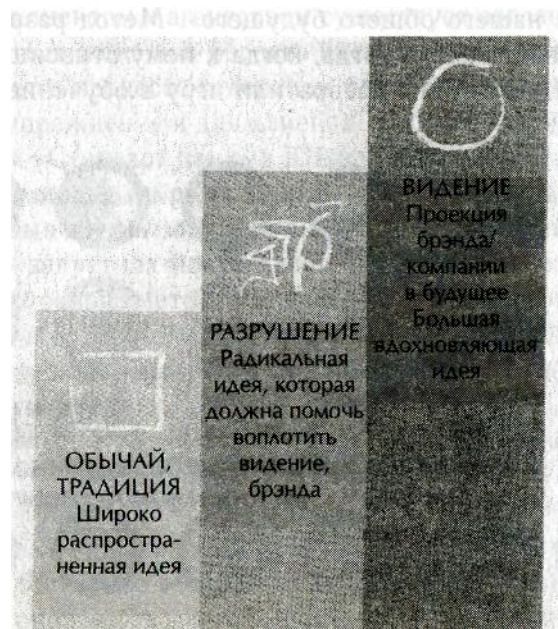 ОБЫЧАЙ,
ТРАДИЦИЯ
Широко
распростра-
ненная идея
РАЗРУШЕНИЕ
Радикальная
идея, которая
должна помочь
воплотить
видение,
брэнда
ВИДЕНИЕ
Проекция
брэнда/
компании
в будущее
Большая
вдохновляющая
идея